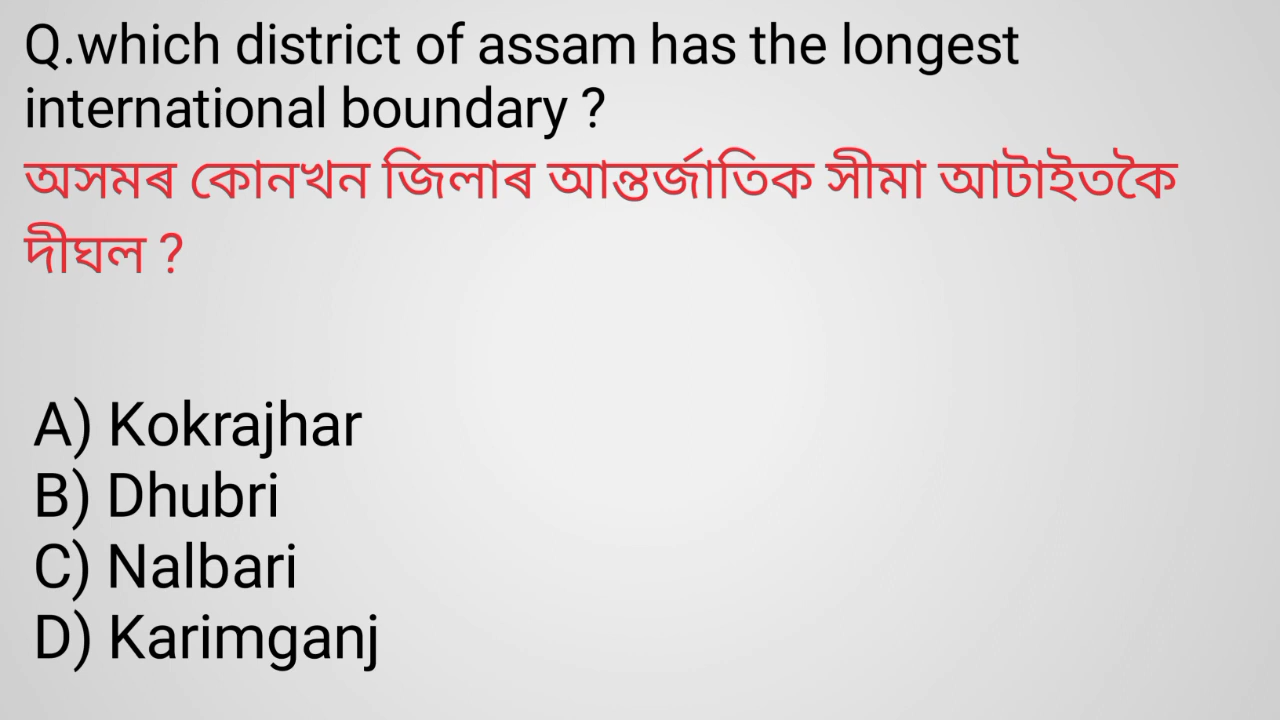 Q.which district of assam has the longest
international boundary ?
অসমৰ কোনখন জিলাৰ আন্তৰ্জাতিক সীমা আটাইতকৈ
দীঘল ?
A) Kokrajhar
B) Dhubri
C) Nalbari
D) Karimganj